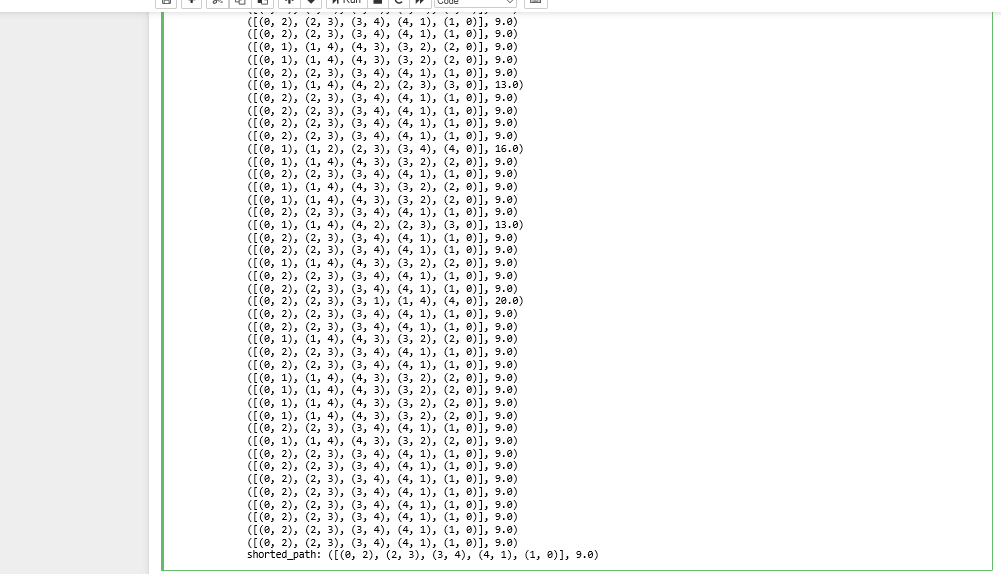 Run
Code
([(0, 2), (2, 3), (3, 4), (4, 1), (1, 0)], 9.0)
([(0, 2), (2, 3), (3, 4), (4, 1), (1, 0)], 9.0)
([(0, 1), (1, 4), (4, 3), (3, 2), (2, 0)], 9.0)
([(0, 1), (1, 4), (4, 3), (3, 2), (2, 0)], 9.0)
([(0, 2), (2, 3), (3, 4), (4, 1), (1, 0)], 9.0)
([(0, 1), (1, 4), (4, 2), (2, 3), (3, 0)], 13.0)
([(0, 2), (2, 3), (3, 4), (4, 1), (1, 0)], 9.0)
([(0, 2), (2, 3), (3, 4), (4, 1), (1, 0)], 9.0)
([(0, 2), (2, 3), (3, 4), (4, 1), (1, 0)], 9.0)
([(0, 2), (2, 3), (3, 4), (4, 1), (1, 0)], 9.0)
([(0, 1), (1, 2), (2, 3), (3, 4), (4, 0)], 16.0)
([(0, 1), (1, 4), (4, 3), (3, 2), (2, 0)], 9.0)
([(0, 2), (2, 3), (3, 4), (4, 1), (1, 0)], 9.0)
([(0, 1), (1, 4), (4, 3), (3, 2), (2, 0)], 9.0)
([(0, 1), (1, 4), (4, 3), (3, 2), (2, 0)], 9.0)
([(0, 2), (2, 3), (3, 4), (4, 1), (1, 0)], 9.0)
([(0, 1), (1, 4), (4, 2), (2, 3), (3, 0)], 13.0)
([(0, 2), (2, 3), (3, 4), (4, 1), (1, 0)], 9.0)
([(0, 2), (2, 3), (3, 4), (4, 1), (1, 0)], 9.0)
([(0, 1), (1, 4), (4, 3), (3, 2), (2, 0)], 9.0)
([(0, 2), (2, 3), (3, 4), (4, 1), (1, 0)], 9.0)
([(0, 2), (2, 3), (3, 4), (4, 1), (1, 0)], 9.0)
([(0, 2), (2, 3), (3, 1), (1, 4), (4, 0)], 20.0)
([(0, 2), (2, 3), (3, 4), (4, 1), (1, 0)], 9.0)
([(0, 2), (2, 3), (3, 4), (4, 1), (1, 0)], 9.0)
([(0, 1), (1, 4), (4, 3), (3, 2), (2, 0)], 9.0)
([(0, 2), (2, 3), (3, 4), (4, 1), (1, 0)], 9.0)
([(0, 2), (2, 3), (3, 4), (4, 1), (1, 0)], 9.0)
([(0, 1), (1, 4), (4, 3), (3, 2), (2, 0)], 9.0)
([(0, 1), (1, 4), (4, 3), (3, 2), (2, 0)], 9.0)
([(0, 1), (1, 4), (4, 3), (3, 2), (2, 0)], 9.0)
([(0, 1), (1, 4), (4, 3), (3, 2), (2, 0)], 9.0)
([(0, 2), (2, 3), (3, 4), (4, 1), (1, 0)], 9.0)
([(0, 1), (1, 4), (4, 3), (3, 2), (2, 0)], 9.0)
([(0, 2), (2, 3), (3, 4), (4, 1), (1, 0)], 9.0)
([(0, 2), (2, 3), (3, 4), (4, 1), (1, 0)], 9.0)
([(0, 2), (2, 3), (3, 4), (4, 1), (1, 0)], 9.0)
([(0, 2), (2, 3), (3, 4), (4, 1), (1, 0)], 9.0)
([(0, 2), (2, 3), (3, 4), (4, 1), (1, 0)], 9.0)
([(0, 2), (2, 3), (3, 4), (4, 1), (1, 0)], 9.0)
([(0, 2), (2, 3), (3, 4), (4, 1), (1, 0)], 9.0)
([(0, 2), (2, 3), (3, 4), (4, 1), (1, 0)], 9.0)
shorted_path: ([(0, 2), (2, 3), (3, 4), (4, 1), (1, 0)], 9.0)